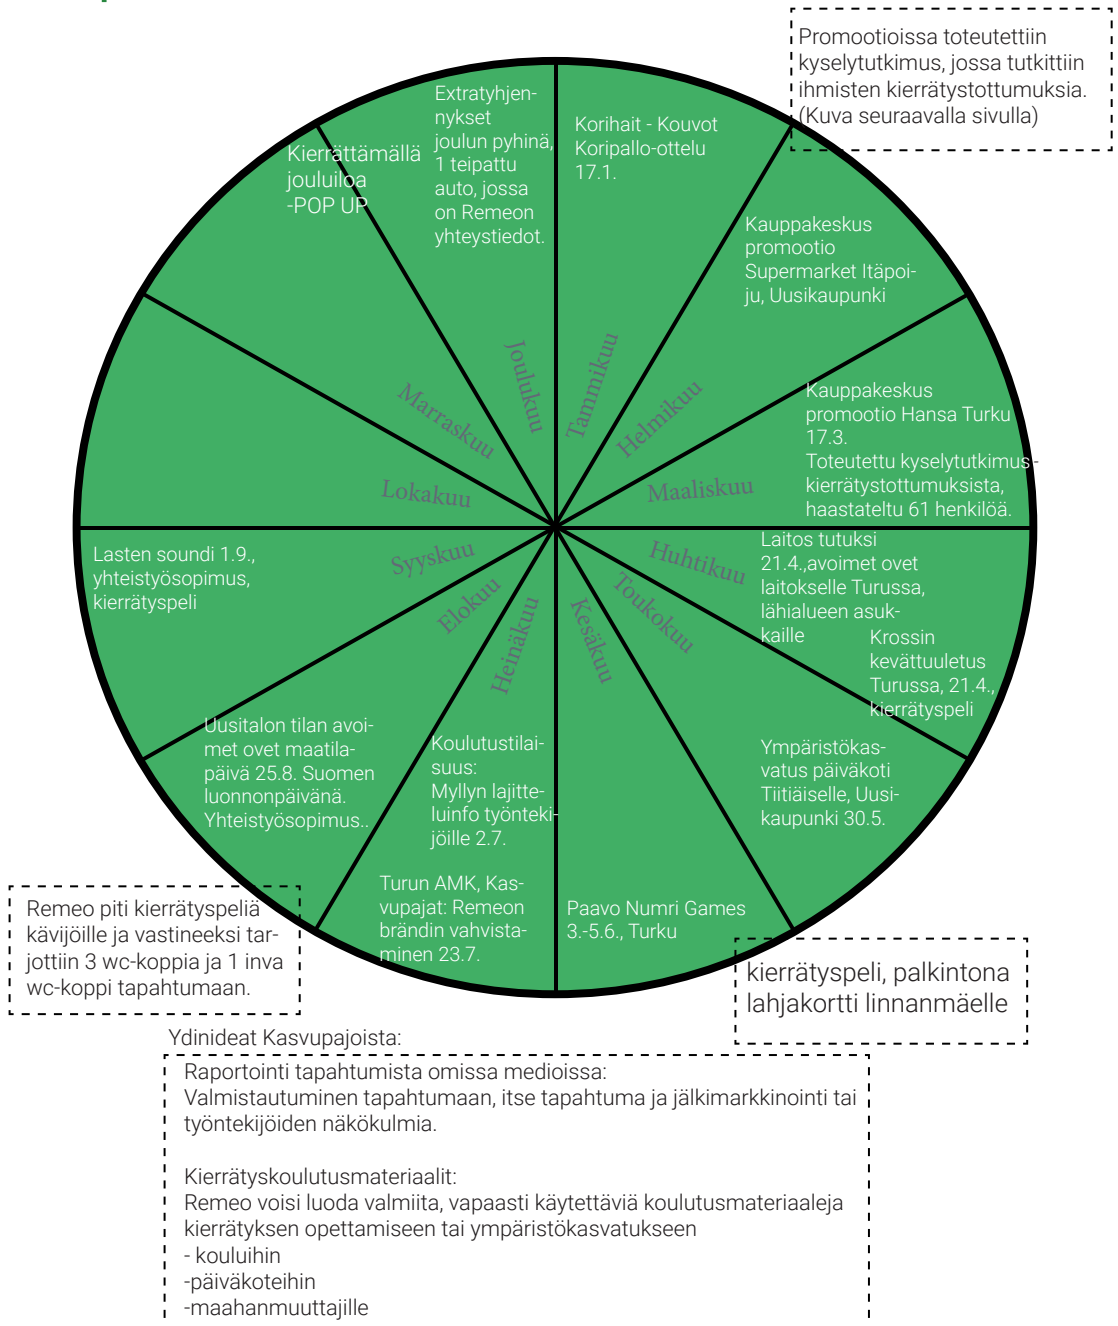 Promootioissa toteutettiin
kyselytutkimus, jossa tutkittiin
ihmisten kierrätystottumuksia.
(Kuva seuraavalla sivulla)
Korihait - Kouvot
Koripallo-ottelu
17.1.
Kauppakeskus
promootio
Supermarket Itäpoi-
ju, Uusikaupunki
Kauppakeskus
promootio Hansa Turku
17.3.
Toteutettu kyselytutkimus -
kierrätystottumuksista,
haastateltu 61 henkilöä.
Laitos tutuksi
21.4.,avoimet ovet
laitokselle Turussa,
lähialueen asuk-
kaille
Krossin
kevättuuletus
Turussa, 21.4.,
kierrätyspeli
Ympäristökas-
vatus päiväkoti
Tiitiäiselle, Uusi-
kaupunki 30.5.
Paavo Numri Games
3.-5.6., Turku
kierrätyspeli, palkintona
lahjakortti linnanmäelle
Koulutustilai-
suus:
Myllyn lajitte-
luinfo työnteki-
jöille 2.7.
Turun AMK, Kas-
vupajat: Remeon
brändin vahvista-
minen 23.7.
Uusitalon tilan avoi-
met ovet maatila-
päivä 25.8. Suomen
luonnonpäivänä.
Yhteistyösopimus..
Remeo piti kierrätyspeliä
kävijöille ja vastineeksi tar-
jottiin 3 wc-koppia ja 1 inva
wc-koppi tapahtumaan.
Lasten soundi 1.9.,
yhteistyösopimus,
kierrätyspeli
Kierrättämällä
jouluiloa
-POP UP
Extratyhjen-
nykset
joulun pyhinä,
1 teipattu
auto, jossa
on Remeon
yhteystiedot.
Tammikuu
Helmikuu
Maaliskuu
Huhtikuu
Toukokuu
Kesäkuu
Heinäkuu
Elokuu
Syyskuu
Lokakuu
Marraskuu
Joulukuu
Ydinideat Kasvupajoista:
Raportointi tapahtumista omissa medioissa:
Valmistautuminen tapahtumaan, itse tapahtuma ja jälkimarkkinointi tai
työntekijöiden näkökulmia.
Kierrätyskoulutusmateriaalit:
Remeo voisi luoda valmiita, vapaasti käytettäviä koulutusmateriaaleja
kierrätyksen opettamiseen tai ympäristökasvatukseen
- kouluihin
-päiväkoteihin
-maahanmuuttajille